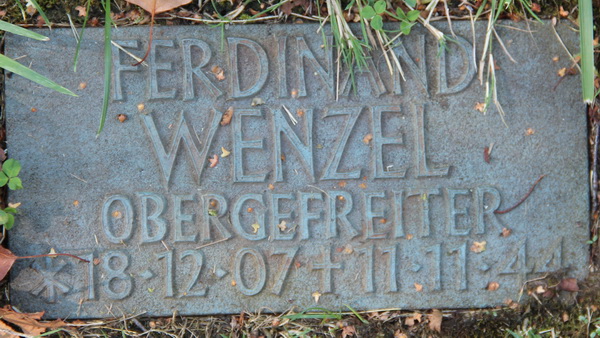 FERDINAND
WENZEL
OBERGEFREITER
*18·12·07 † 11·11·44